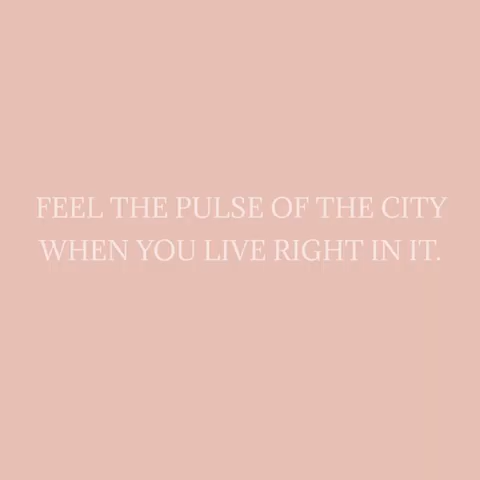 FEEL THE PULSE OF THE CITY
WHEN YOU LIVE RIGHT IN IT.